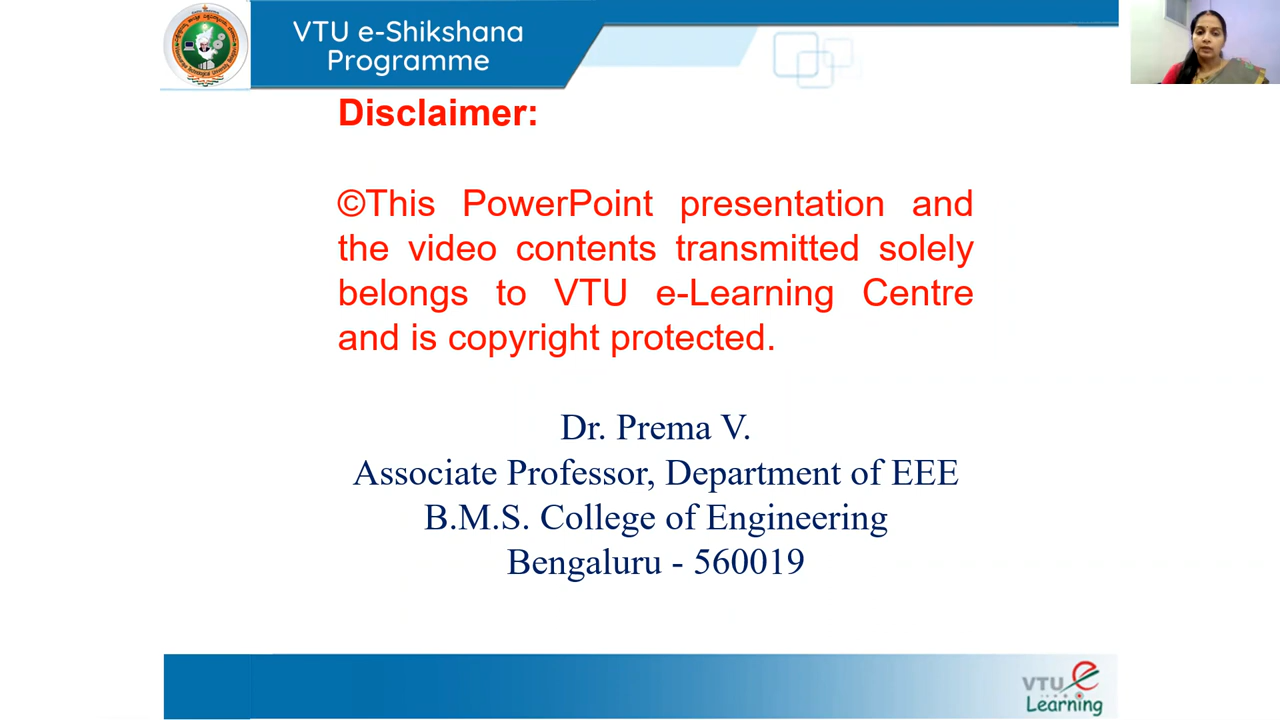 VTU e-Shikshana
Programme
Disclaimer:
©This PowerPoint presentation and
the video contents transmitted solely
belongs to VTU e-Learning Centre
and is copyright protected.
Dr. Prema V.
Associate Professor, Department of EEE
B.M.S. College of Engineering
Bengaluru - 560019
VTU e
Learning